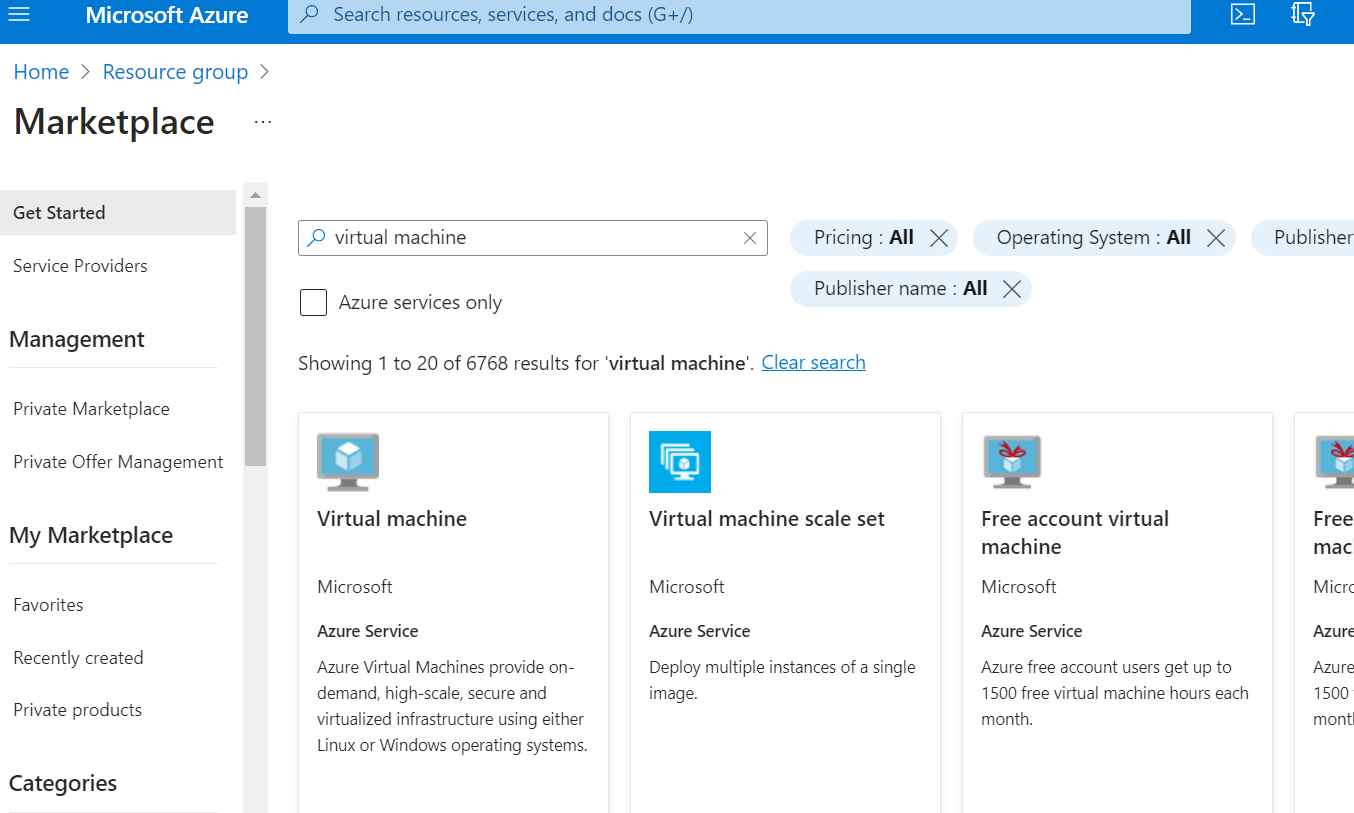 Microsoft Azure
Search resources, services, and docs (G+/)
Home > Resource group >
Marketplace ...
Get Started
Service Providers
Management
Private Marketplace
Private Offer Management
My Marketplace
Favorites
Recently created
Private products
Categories
virtual machine
Pricing : All
Operating System : All
Publisher
Azure services only
Publisher name : All
Showing 1 to 20 of 6768 results for 'virtual machine'. Clear search
Virtual machine
Microsoft
Azure Service
Azure Virtual Machines provide on-
demand, high-scale, secure and
virtualized infrastructure using either
Linux or Windows operating systems.
Virtual machine scale set
Microsoft
Azure Service
Deploy multiple instances of a single
image.
Free account virtual
machine
Microsoft
Azure Service
Azure free account users get up to
1500 free virtual machine hours each
month.
Free
Azure
1500